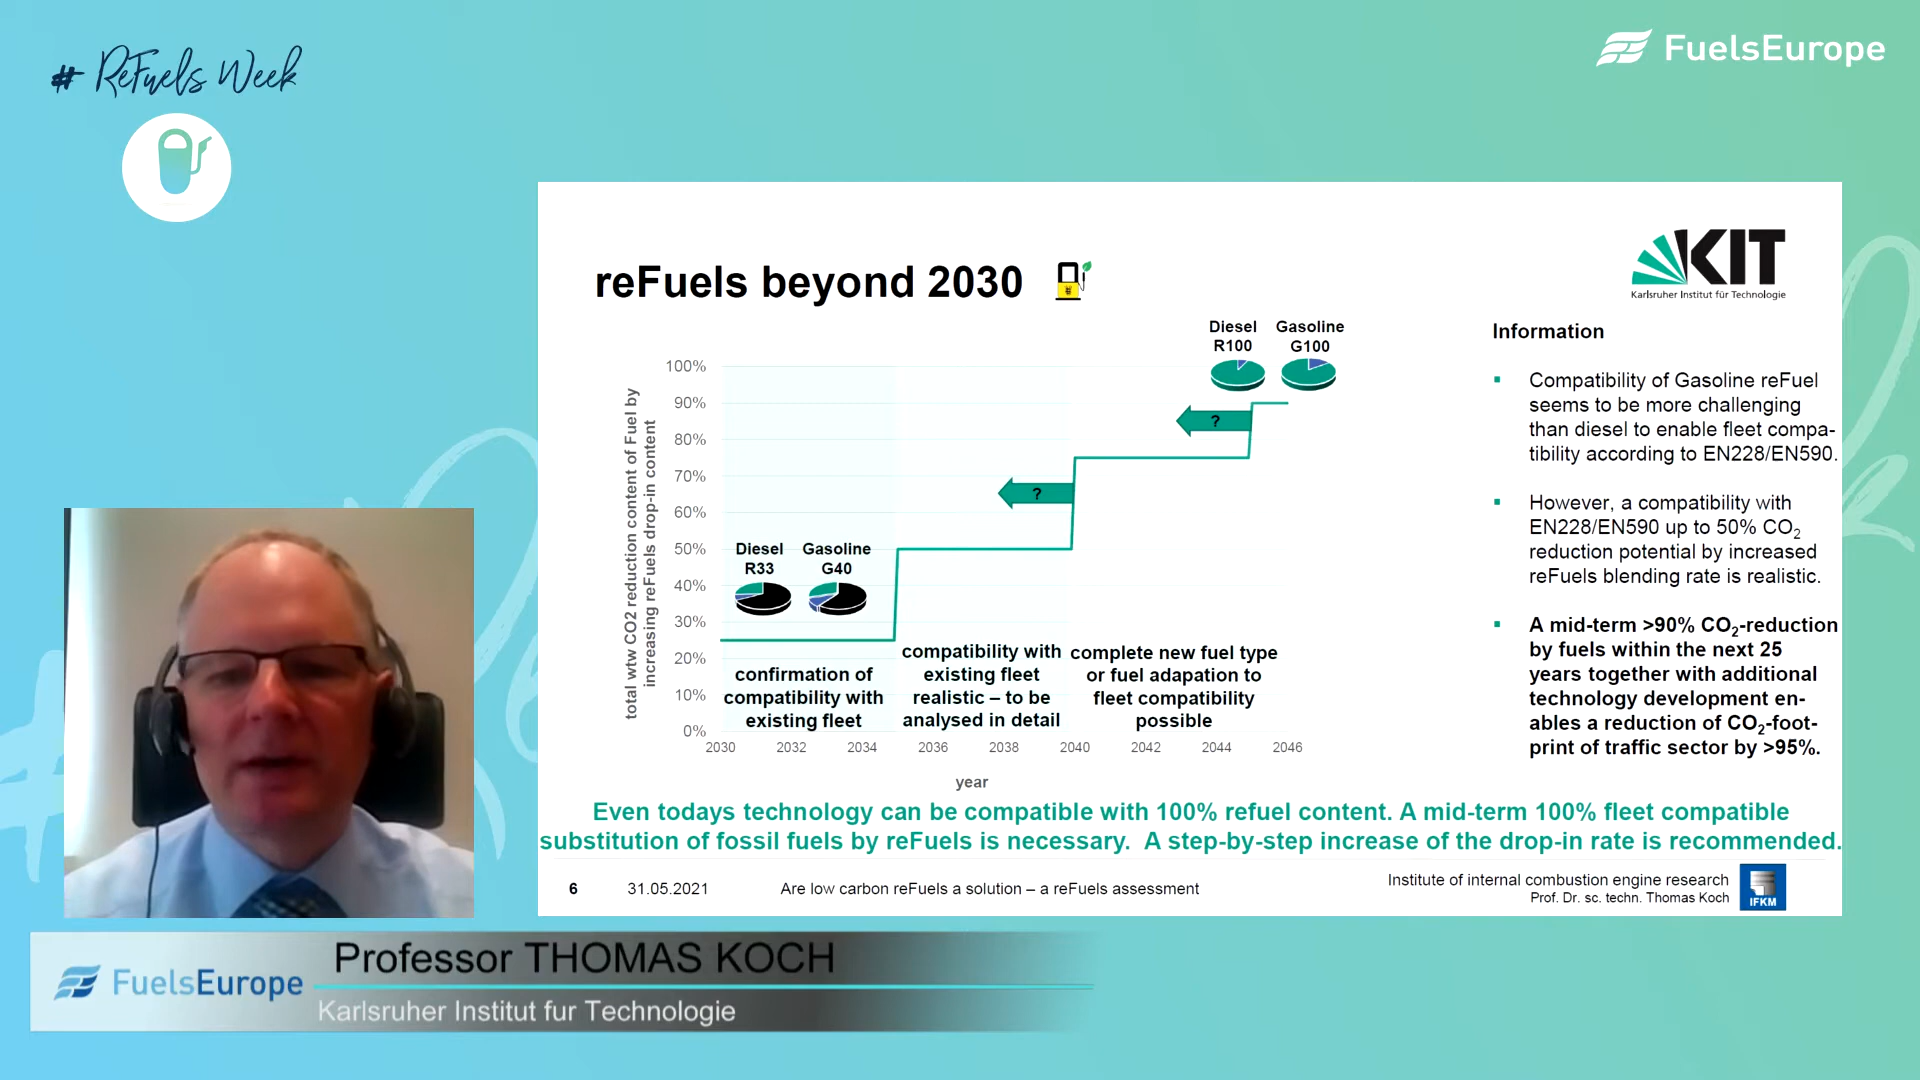 # ReFuels Week
FuelsEurope
KIT
Karlsruher Institut für Technologie
reFuels beyond 2030
Diesel
R100
Gasoline
G100
total wtw CO2 reduction content of Fuel by
increasing reFuels drop-in content
100%
90%
80%
70%
60%
50%
40%
30%
20%
10%
0%
?
?
Diesel
R33
Gasoline
G40
confirmation of
compatibility with
existing fleet
compatibility with
existing fleet
realistic – to be
analysed in detail
complete new fuel type
or fuel adapation to
fleet compatibility
possible
2030 2032 2034 2036 2038 2040 2042 2044 2046
year
Information
Compatibility of Gasoline reFuel
seems to be more challenging
than diesel to enable fleet compa-
tibility according to EN228/EN590.
However, a compatibility with
EN228/EN590 up to 50% CO2
reduction potential by increased
reFuels blending rate is realistic.
A mid-term >90% CO2-reduction
by fuels within the next 25
years together with additional
technology development en-
ables a reduction of CO2-foot-
print of traffic sector by >95%.
Even todays technology can be compatible with 100% refuel content. A mid-term 100% fleet compatible
substitution of fossil fuels by reFuels is necessary. A step-by-step increase of the drop-in rate is recommended.
6 31.05.2021 Are low carbon reFuels a solution – a reFuels assessment
Institute of internal combustion engine research
Prof. Dr. sc. techn. Thomas Koch
IFKM
FuelsEurope
Professor THOMAS KOCH
Karlsruher Institut fur Technologie